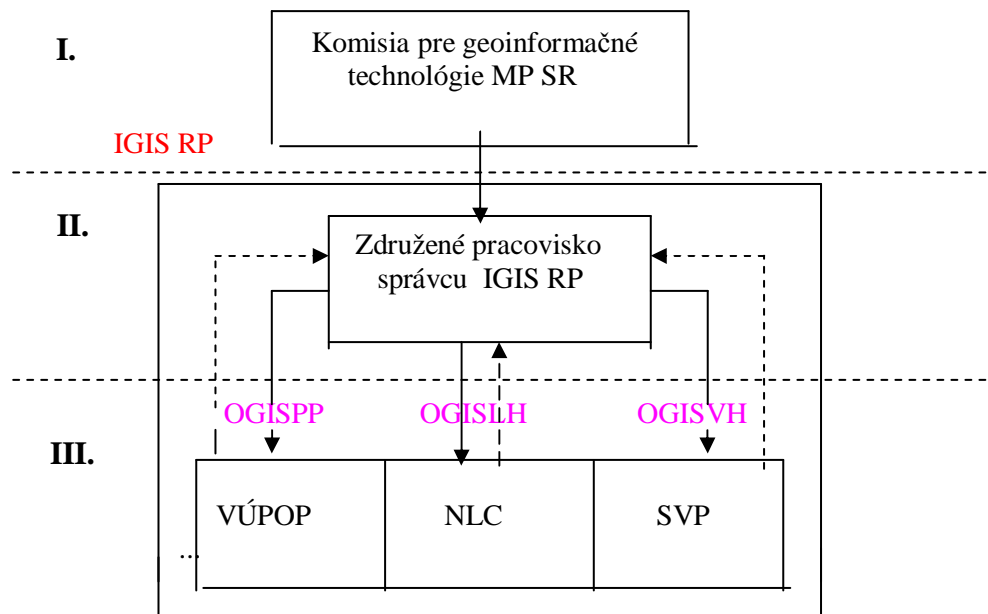 I.
Komisia pre geoinformačné
technológie MP SR
IGIS RP
II.
Združené pracovisko
správcu IGIS RP
OGISPP OGISLH OGISVH
III.
VÚPOP NLC SVP
...